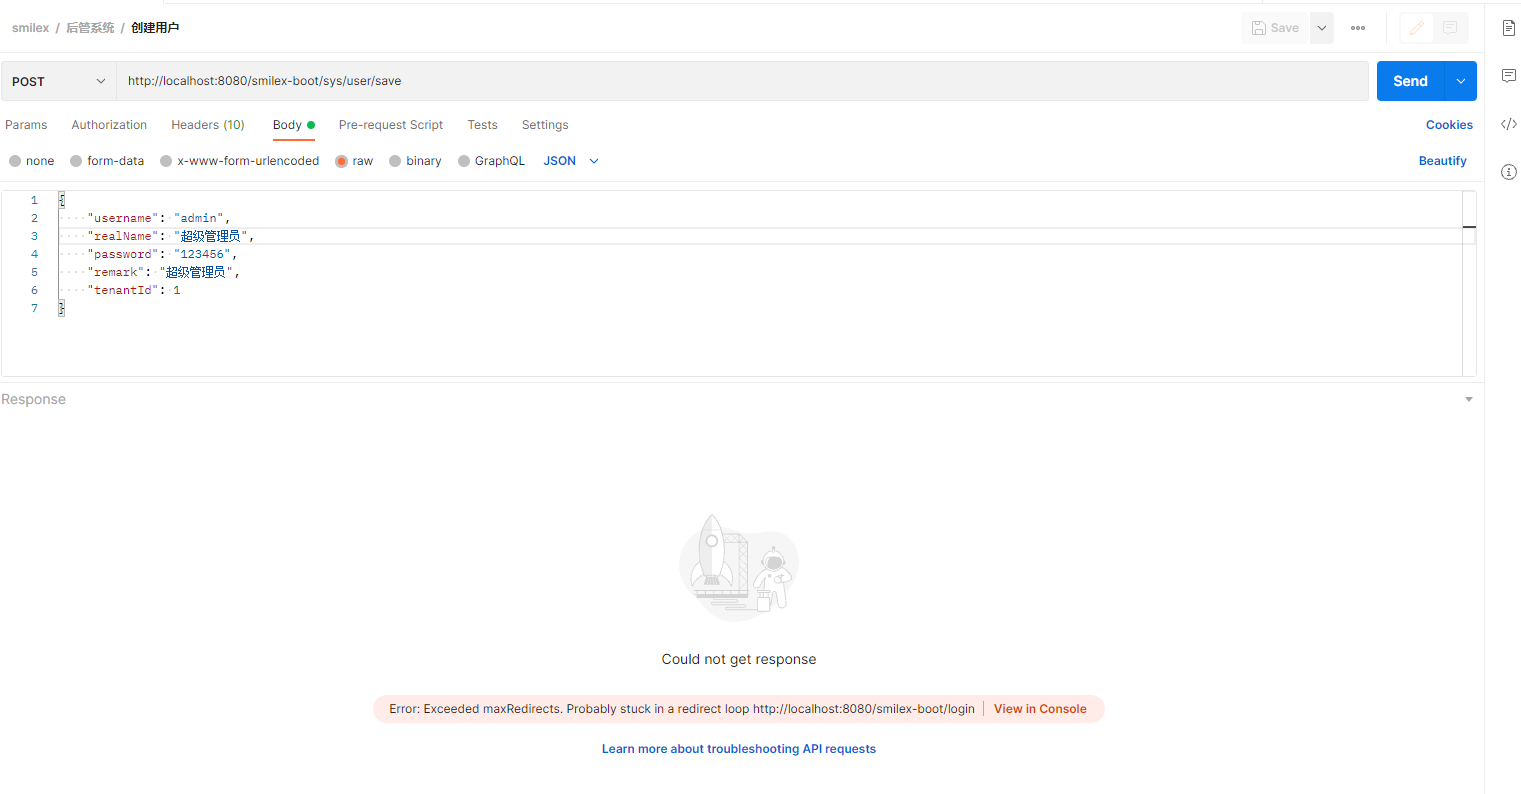 smilex / 后管系统 / 创建用户
Save
POST
http://localhost:8080/smilex-boot/sys/user/save
Send
Params Authorization Headers (10) Body Pre-request Script Tests Settings Cookies
none form-data x-www-form-urlencoded raw binary GraphQL JSON Beautify
1 {
2 "username": "admin",
3 "realName": "超级管理员",
4 "password": "123456",
5 "remark": "超级管理员",
6 "tenantId": 1
7 }
Response
Could not get response
Error: Exceeded maxRedirects. Probably stuck in a redirect loop http://localhost:8080/smilex-boot/login | View in Console
Learn more about troubleshooting API requests